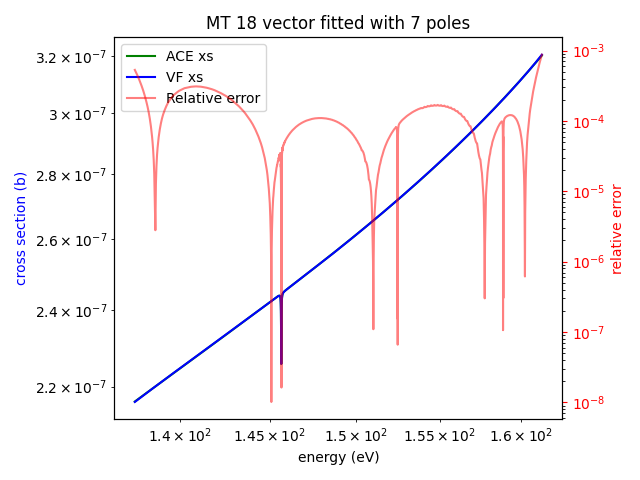 MT 18 vector fitted with 7 poles
ACE xs
VF xs
Relative error
cross section (b)
3.2 × 10⁻⁷
3 × 10⁻⁷
2.8 × 10⁻⁷
2.6 × 10⁻⁷
2.4 × 10⁻⁷
2.2 × 10⁻⁷
10⁻³
10⁻⁴
10⁻⁵
10⁻⁶
10⁻⁷
10⁻⁸
relative error
1.4 × 10² 1.45 × 10² 1.5 × 10² 1.55 × 10² 1.6 × 10²
energy (eV)